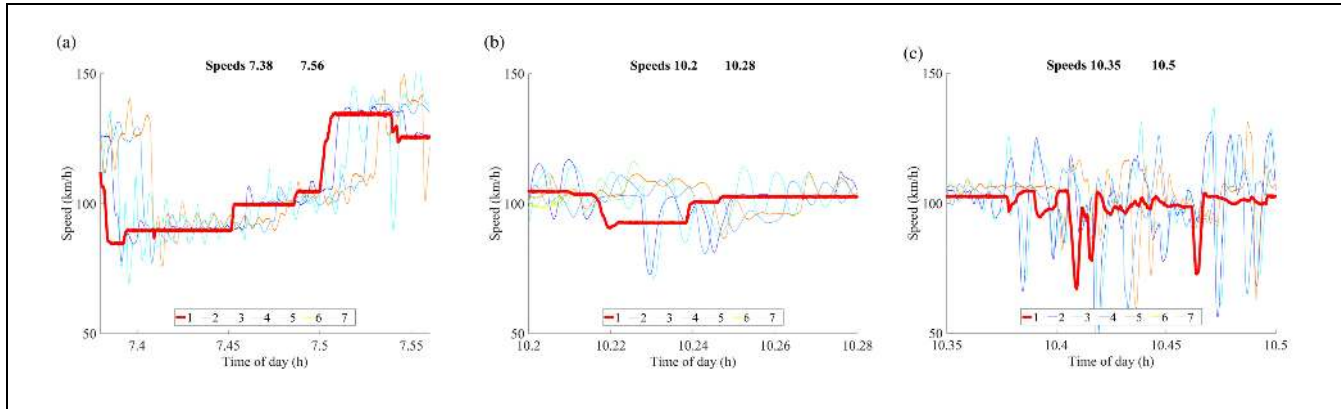 (a)
Speeds 7.38 7.56
150
100
50
Speed (km/h)
7.4 7.45 7.5 7.55
Time of day (h)
1 2 3 4 5 6 7
(b)
Speeds 10.2 10.28
150
100
50
Speed (km/h)
10.2 10.22 10.24 10.26 10.28
Time of day (h)
1 2 3 4 5 6 7
(c)
Speeds 10.35 10.5
150
100
50
Speed (km/h)
10.35 10.4 10.45 10.5
Time of day (h)
1 2 3 4 5 6 7